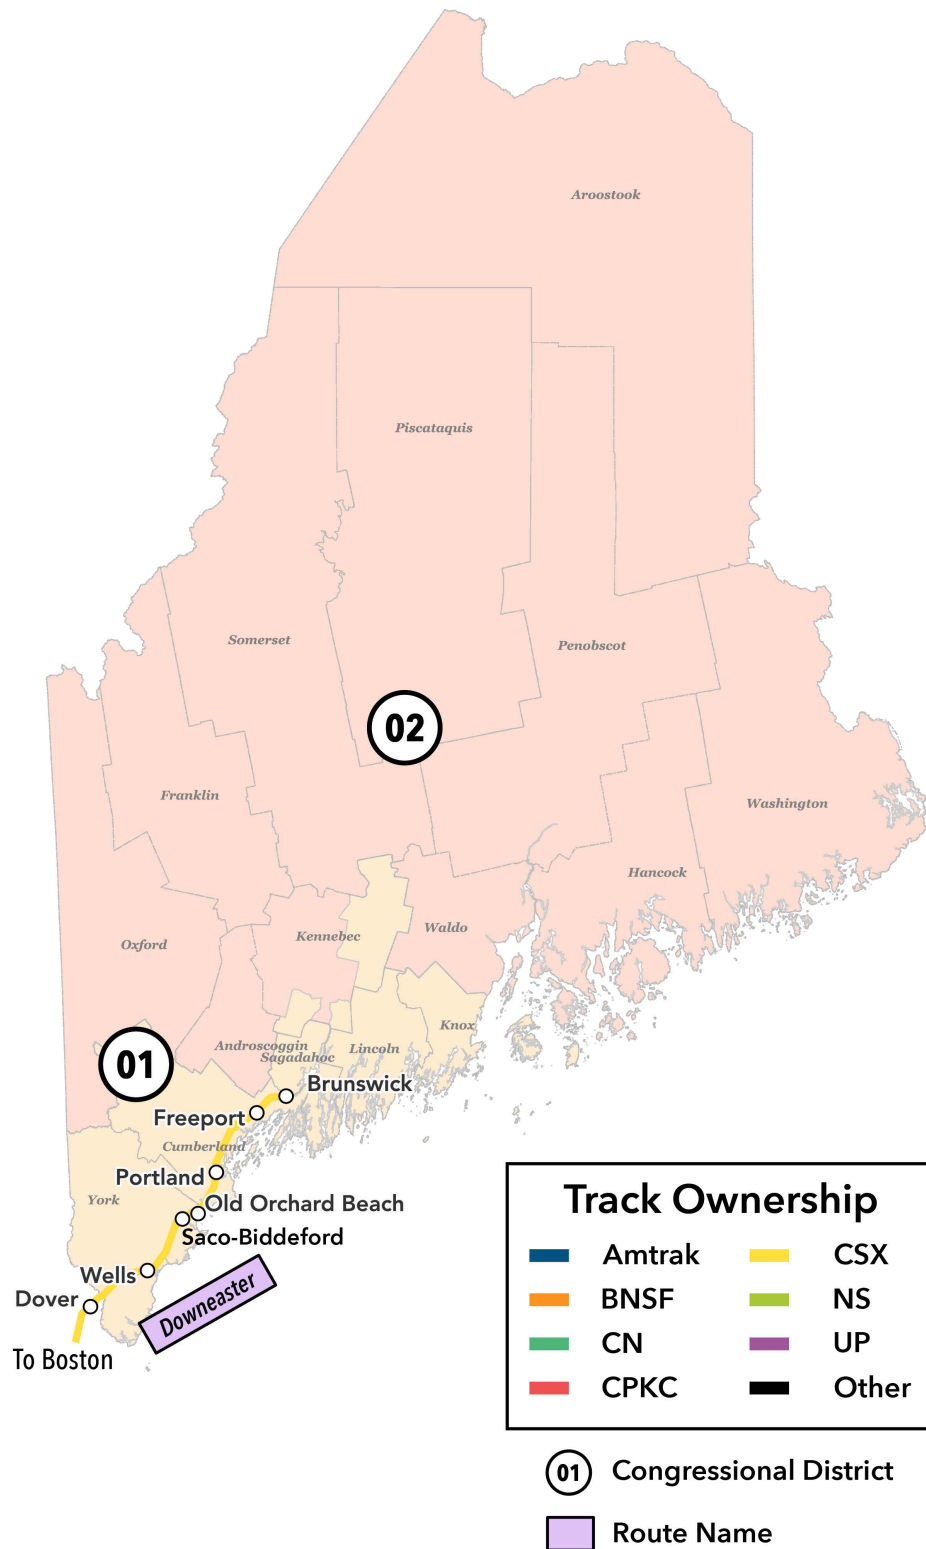 Aroostook
Piscataquis
Somerset
Penobscot
02
Franklin
Washington
Hancock
Waldo
Kennebec
Oxford
Knox
Androscoggin
Lincoln
Sagadahoc
01
Brunswick
Freeport
Cumberland
Portland
York
Old Orchard Beach
Saco-Biddeford
Wells
Dover
Downeaster
To Boston
Track Ownership
Amtrak
CSX
BNSF
NS
CN
UP
CPKC
Other
01 Congressional District
Route Name